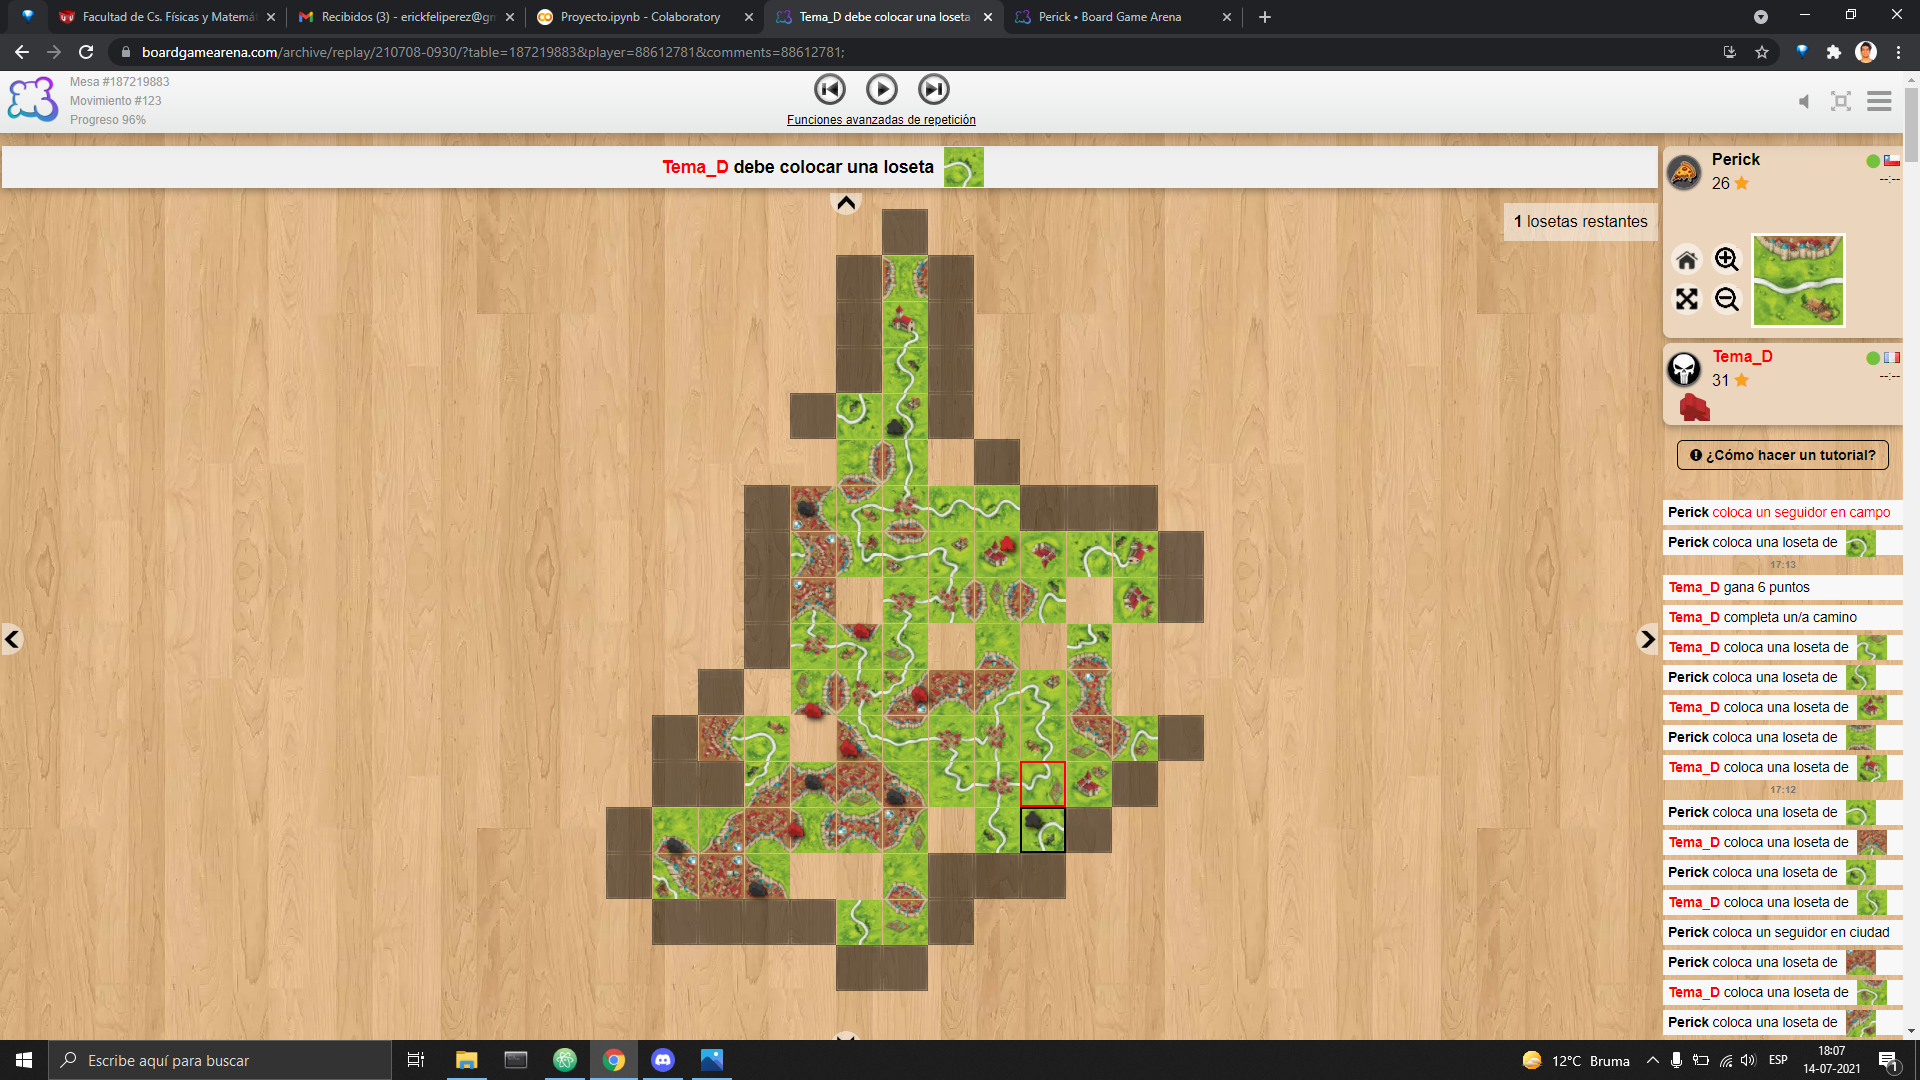 Facultad de Cs. Físicas y Matemá
Recibidos (3) - erickfeliperez@gm
Proyecto.ipynb - Colaboratory
Tema_D debe colocar una loseta
Perick • Board Game Arena
boardgamearena.com/archive/replay/210708-0930/?table=187219883&player=88612781&comments=88612781;
Mesa #187219883
Movimiento #123
Progreso 96%
Funciones avanzadas de repetición
Tema_D debe colocar una loseta
1 losetas restantes
Perick
26
--:--
Tema_D
31
--:--
¿Cómo hacer un tutorial?
Perick coloca un seguidor en campo
Perick coloca una loseta de
17:13
Tema_D gana 6 puntos
Tema_D completa un/a camino
Tema_D coloca una loseta de
Perick coloca una loseta de
Tema_D coloca una loseta de
Perick coloca una loseta de
Tema_D coloca una loseta de
17:12
Perick coloca una loseta de
Tema_D coloca una loseta de
Perick coloca una loseta de
Tema_D coloca una loseta de
Perick coloca un seguidor en ciudad
Perick coloca una loseta de
Tema_D coloca una loseta de
Perick coloca una loseta de
Escribe aquí para buscar
12°C Bruma
ESP
18:07
14-07-2021
1